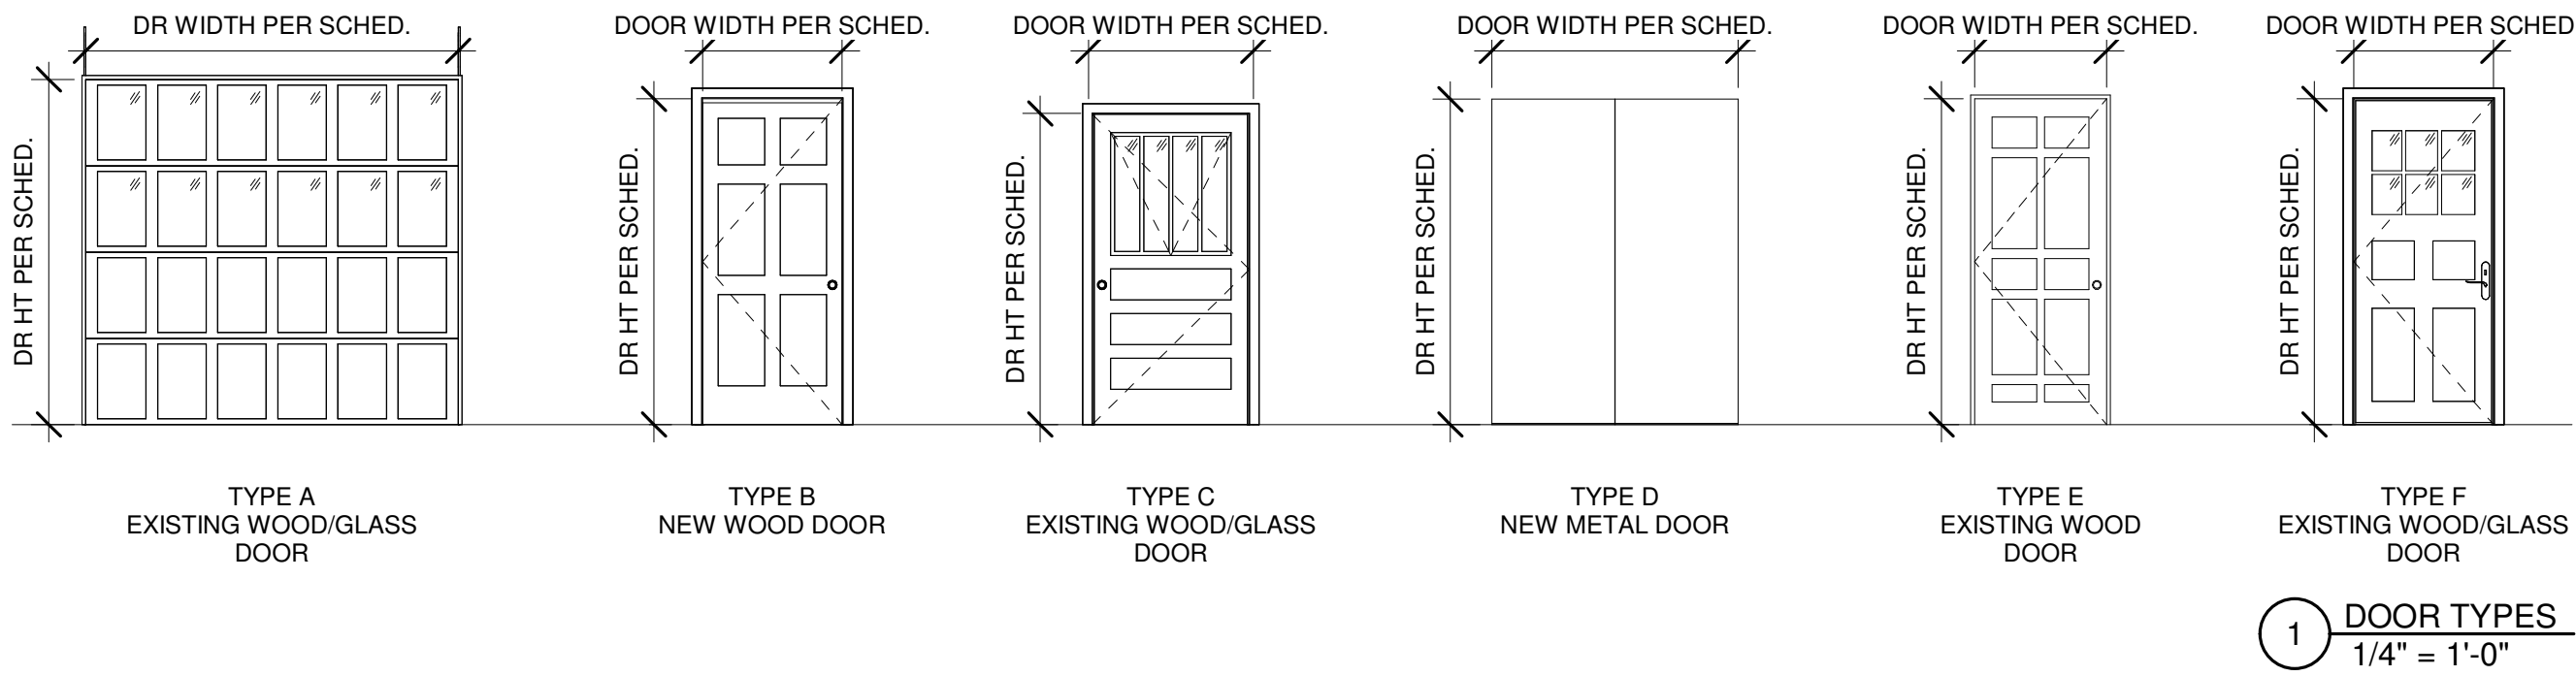 DR WIDTH PER SCHED.
DR HT PER SCHED.
TYPE A
EXISTING WOOD/GLASS
DOOR
DOOR WIDTH PER SCHED.
DR HT PER SCHED.
TYPE B
NEW WOOD DOOR
DOOR WIDTH PER SCHED.
DR HT PER SCHED.
TYPE C
EXISTING WOOD/GLASS
DOOR
DOOR WIDTH PER SCHED.
DR HT PER SCHED.
TYPE D
NEW METAL DOOR
DOOR WIDTH PER SCHED.
DR HT PER SCHED.
TYPE E
EXISTING WOOD
DOOR
DOOR WIDTH PER SCHED
DR HT PER SCHED.
TYPE F
EXISTING WOOD/GLASS
DOOR
1
DOOR TYPES
1/4" = 1'-0"